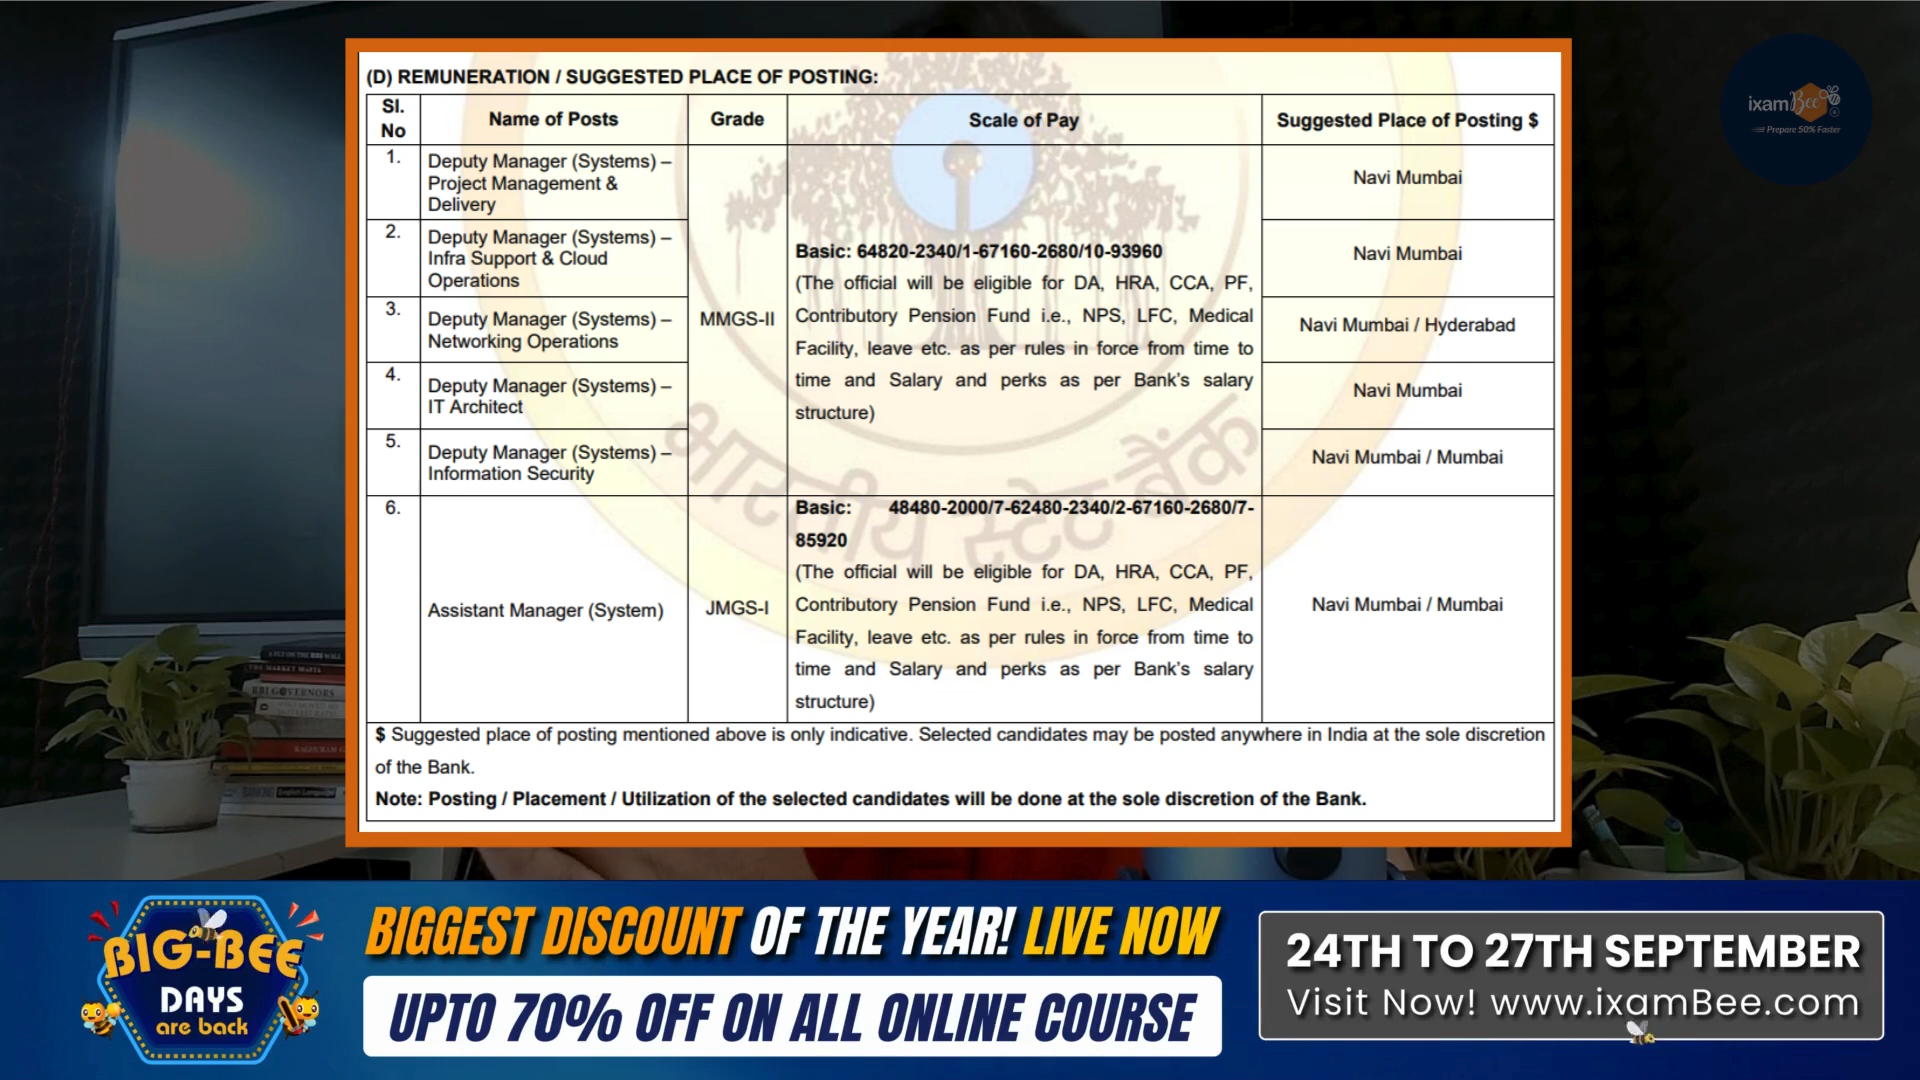 (D) REMUNERATION / SUGGESTED PLACE OF POSTING:
Sl. No
Name of Posts
Grade
Scale of Pay
Suggested Place of Posting $
1.
Deputy Manager (Systems) –
Project Management &
Delivery
Navi Mumbai
2.
Deputy Manager (Systems) –
Infra Support & Cloud
Operations
Navi Mumbai
3.
Deputy Manager (Systems) –
Networking Operations
Navi Mumbai / Hyderabad
4.
Deputy Manager (Systems) –
IT Architect
Navi Mumbai
5.
Deputy Manager (Systems) –
Information Security
Navi Mumbai / Mumbai
MMGS-II
Basic: 64820-2340/1-67160-2680/10-93960
(The official will be eligible for DA, HRA, CCA, PF,
Contributory Pension Fund i.e., NPS, LFC, Medical
Facility, leave etc. as per rules in force from time to
time and Salary and perks as per Bank's salary
structure)
6.
Assistant Manager (System)
JMGS-I
Basic: 48480-2000/7-62480-2340/2-67160-2680/7-
85920
(The official will be eligible for DA, HRA, CCA, PF,
Contributory Pension Fund i.e., NPS, LFC, Medical
Facility, leave etc. as per rules in force from time to
time and Salary and perks as per Bank's salary
structure)
Navi Mumbai / Mumbai
$ Suggested place of posting mentioned above is only indicative. Selected candidates may be posted anywhere in India at the sole discretion
of the Bank.
Note: Posting / Placement / Utilization of the selected candidates will be done at the sole discretion of the Bank.
भारतीय स्टेट बैंक
ixamBee
Prepare 50% Faster
RBI GOVERNORS
BANKING
English Language
BIG-BEE
DAYS
are back
BIGGEST DISCOUNT OF THE YEAR! LIVE NOW
UPTO 70% OFF ON ALL ONLINE COURSE
24TH TO 27TH SEPTEMBER
Visit Now! www.ixamBee.com